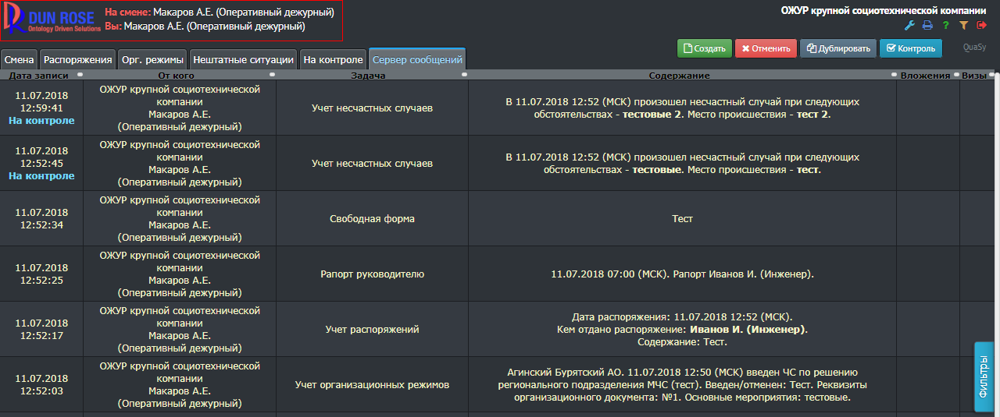 DUN ROSE
Ontology Driven Solutions
На смене: Макаров А.Е. (Оперативный дежурный)
Вы: Макаров А.Е. (Оперативный дежурный)
ОЖУР крупной социотехнической компании
?
Создать
Отменить
Дублировать
Контроль
QuaSy
Смена
Распоряжения
Орг. режимы
Нештатные ситуации
На контроле
Сервер сообщений
Дата записи
От кого
Задача
Содержание
Вложения
Визы
11.07.2018
12:59:41
На контроле
ОЖУР крупной социотехнической
компании
Макаров А.Е.
(Оперативный дежурный)
Учет несчастных случаев
В 11.07.2018 12:52 (МСК) произошел несчастный случай при следующих
обстоятельствах - тестовые 2. Место происшествия - тест 2.
11.07.2018
12:52:45
На контроле
ОЖУР крупной социотехнической
компании
Макаров А.Е.
(Оперативный дежурный)
Учет несчастных случаев
В 11.07.2018 12:52 (МСК) произошел несчастный случай при следующих
обстоятельствах - тестовые. Место происшествия - тест.
11.07.2018
12:52:34
ОЖУР крупной социотехнической
компании
Макаров А.Е.
(Оперативный дежурный)
Свободная форма
Тест
11.07.2018
12:52:25
ОЖУР крупной социотехнической
компании
Макаров А.Е.
(Оперативный дежурный)
Рапорт руководителю
11.07.2018 07:00 (МСК). Рапорт Иванов И. (Инженер).
11.07.2018
12:52:17
ОЖУР крупной социотехнической
компании
Макаров А.Е.
(Оперативный дежурный)
Учет распоряжений
Дата распоряжения: 11.07.2018 12:52 (МСК).
Кем отдано распоряжение: Иванов И. (Инженер).
Содержание: Тест.
11.07.2018
12:52:03
ОЖУР крупной социотехнической
компании
Макаров А.Е.
(Оперативный дежурный)
Учет организационных режимов
Агинский Бурятский АО. 11.07.2018 12:50 (МСК) введен ЧС по решению
регионального подразделения МЧС (тест). Введен/отменен: Тест. Реквизиты
организационного документа: №1. Основные мероприятия: тестовые.
Фильтры